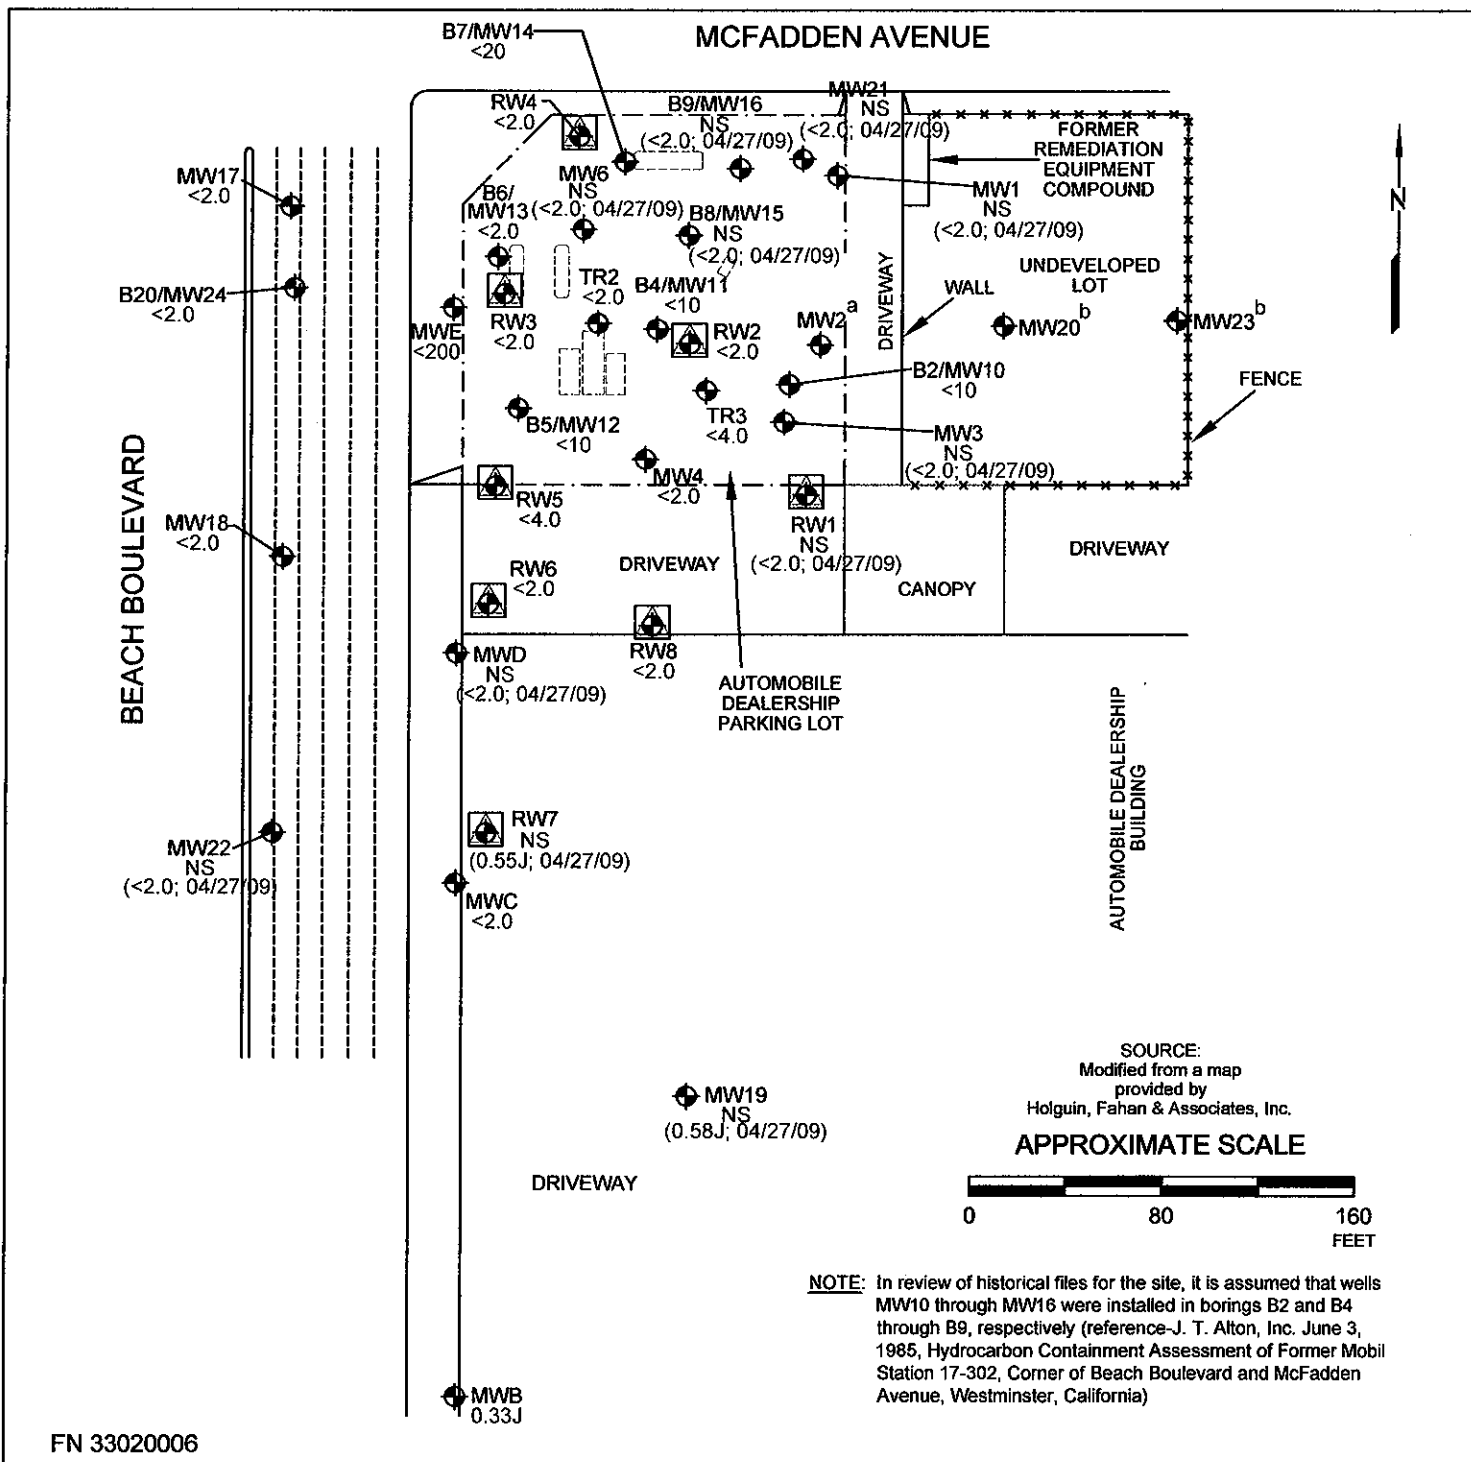 B7/MW14
<20
MCFADDEN AVENUE
RW4
<2.0
B9/MW16
NS
(<2.0; 04/27/09)
MW21
NS
(<2.0; 04/27/09)
FORMER
REMEDIATION
EQUIPMENT
COMPOUND
MW17
<2.0
MW6
NS
(<2.0; 04/27/09)
B6/
MW13
<2.0
B8/MW15
NS
(<2.0; 04/27/09)
MW1
NS
(<2.0; 04/27/09)
N
B20/MW24
<2.0
MWE
<200
RW3
<2.0
TR2
<2.0
B4/MW11
<10
RW2
<2.0
MW2 a
DRIVEWAY
WALL
UNDEVELOPED
LOT
MW20 b
MW23 b
B2/MW10
<10
FENCE
B5/MW12
<10
TR3
<4.0
MW3
NS
(<2.0; 04/27/09)
MW4
<2.0
BEACH BOULEVARD
RW5
<4.0
RW1
NS
(<2.0; 04/27/09)
MW18
<2.0
DRIVEWAY
DRIVEWAY
CANOPY
RW6
<2.0
RW8
<2.0
MWD
NS
(<2.0; 04/27/09)
AUTOMOBILE
DEALERSHIP
PARKING LOT
AUTOMOBILE DEALERSHIP
BUILDING
RW7
NS
(0.55J; 04/27/09)
MW22
NS
(<2.0; 04/27/09)
MWC
<2.0
MW19
NS
(0.58J; 04/27/09)
DRIVEWAY
SOURCE:
Modified from a map
provided by
Holguin, Fahan & Associates, Inc.
APPROXIMATE SCALE
0 80 160
FEET
NOTE: In review of historical files for the site, it is assumed that wells
MW10 through MW16 were installed in borings B2 and B4
through B9, respectively (reference-J. T. Alton, Inc. June 3,
1985, Hydrocarbon Containment Assessment of Former Mobil
Station 17-302, Corner of Beach Boulevard and McFadden
Avenue, Westminster, California)
MWB
0.33J
FN 33020006